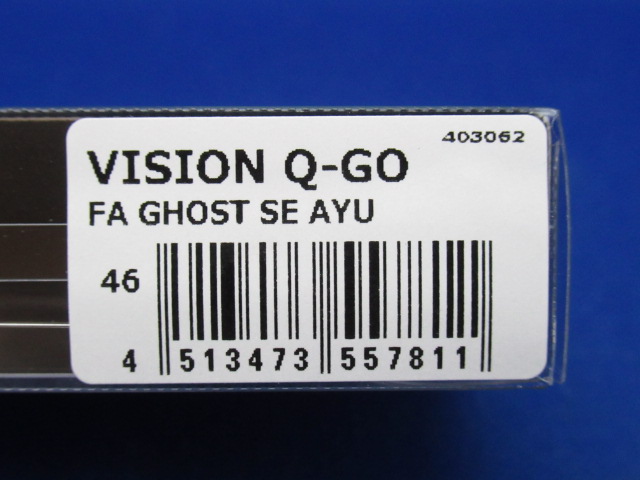 403062
VISION Q-GO
FA GHOST SE AYU
46
4 513473 557811